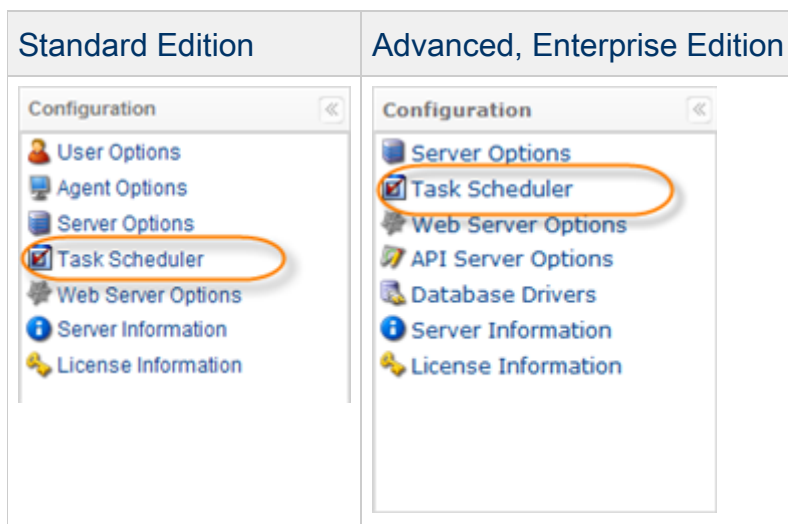 Standard Edition
Advanced, Enterprise Edition
Configuration
User Options
Agent Options
Server Options
Task Scheduler
Web Server Options
Server Information
License Information
Configuration
Server Options
Task Scheduler
Web Server Options
API Server Options
Database Drivers
Server Information
License Information